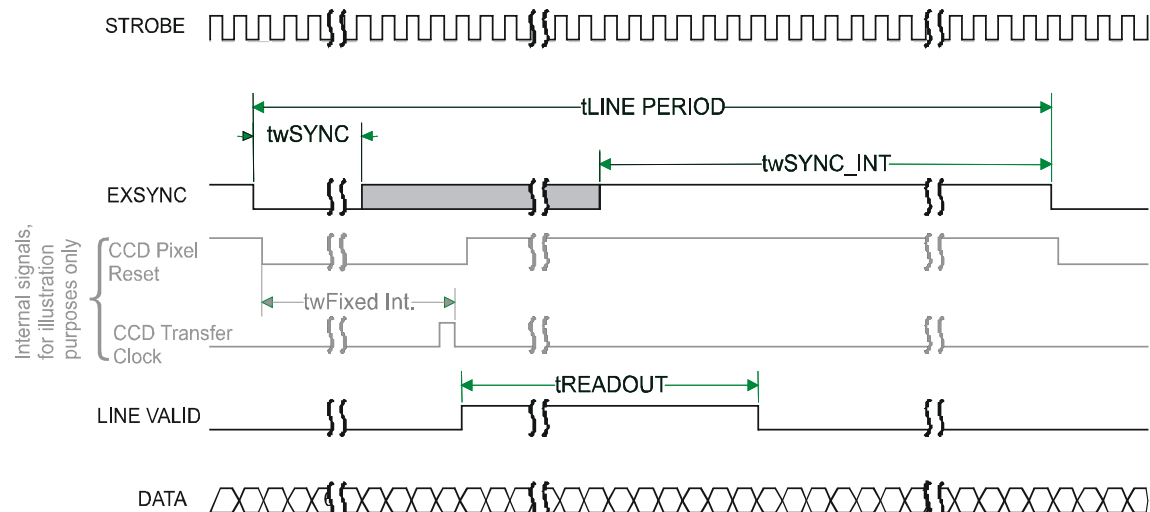 STROBE
tLINE PERIOD
twSYNC
twSYNC_INT
EXSYNC
Internal signals,
for illustration
purposes only
CCD Pixel
Reset
twFixed Int.
CCD Transfer
Clock
tREADOUT
LINE VALID
DATA